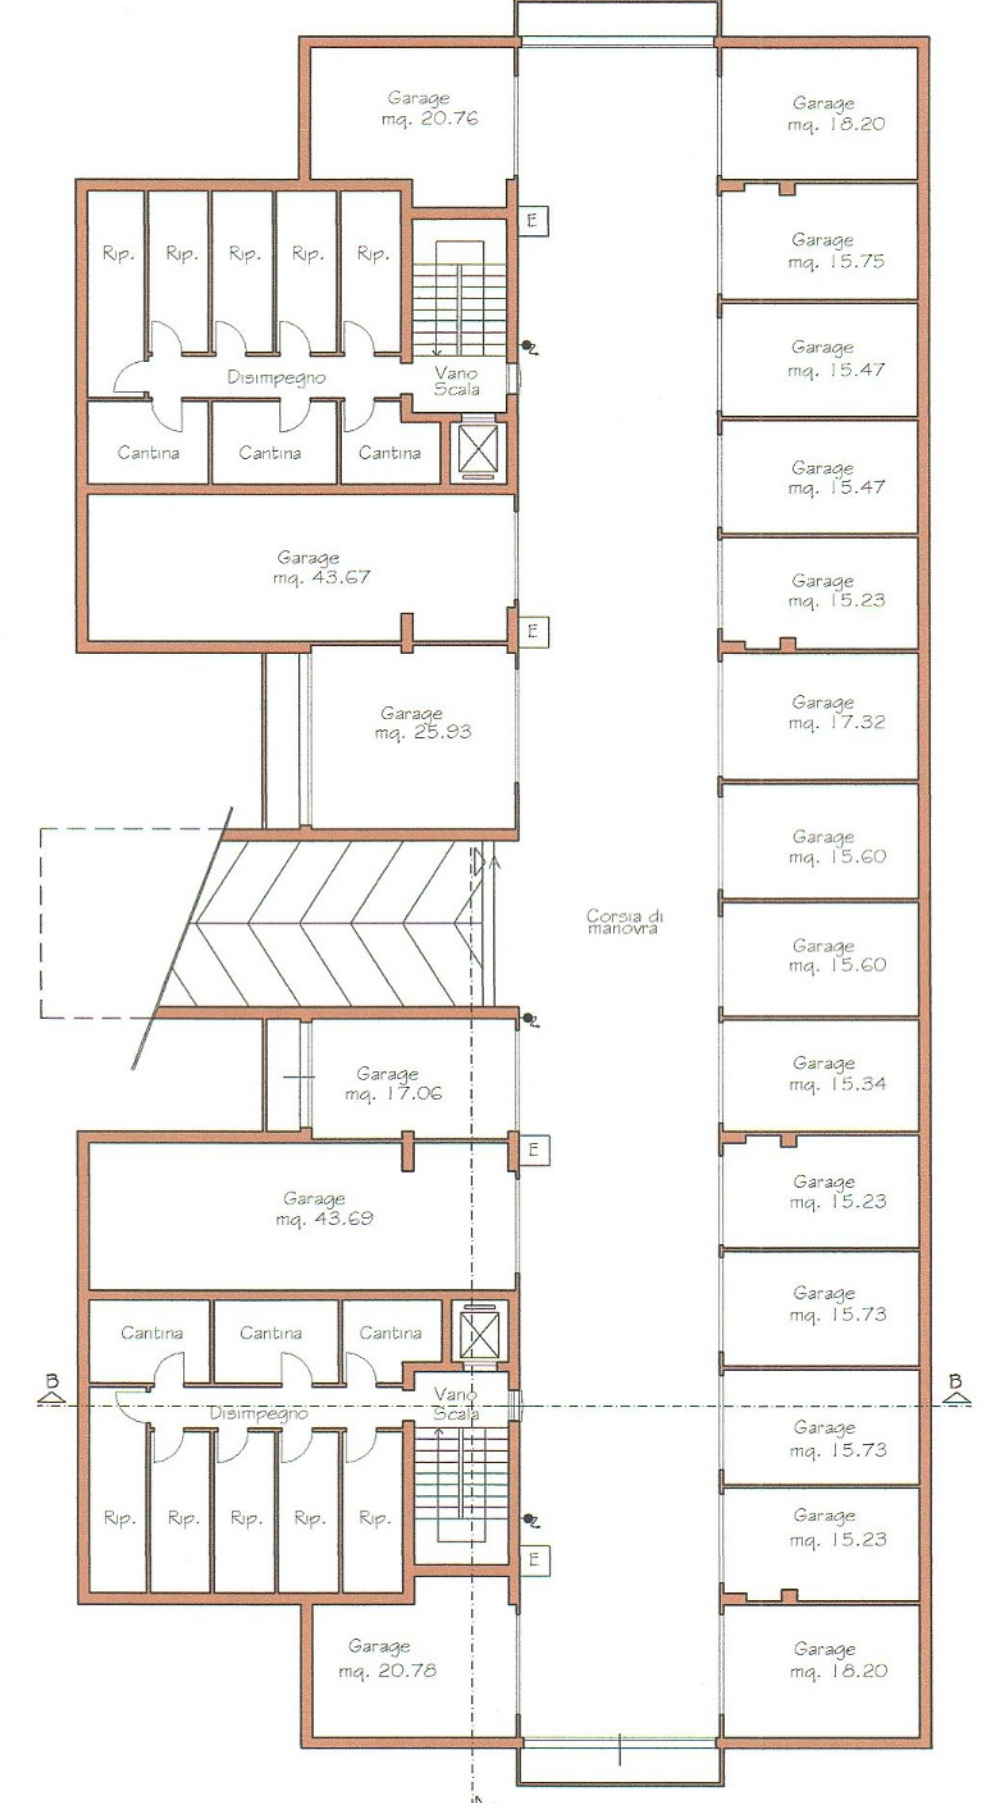 Garage
mq. 20.76
Garage
mq. 18.20
E
Rip.
Rip.
Rip.
Rip.
Rip.
Garage
mq. 15.75
Garage
mq. 15.47
Disimpegno
Vano
Scala
Cantina
Cantina
Cantina
Garage
mq. 15.47
Garage
mq. 43.67
Garage
mq. 15.23
E
Garage
mq. 25.93
Garage
mq. 17.32
A
Garage
mq. 15.60
Corsia di
manovra
Garage
mq. 15.60
Garage
mq. 17.06
Garage
mq. 15.34
E
Garage
mq. 43.69
Garage
mq. 15.23
Cantina
Cantina
Cantina
Garage
mq. 15.73
B
B
Disimpegno
Vano
Scala
Garage
mq. 15.73
Rip.
Rip.
Rip.
Rip.
Rip.
Garage
mq. 15.23
E
Garage
mq. 20.78
Garage
mq. 18.20